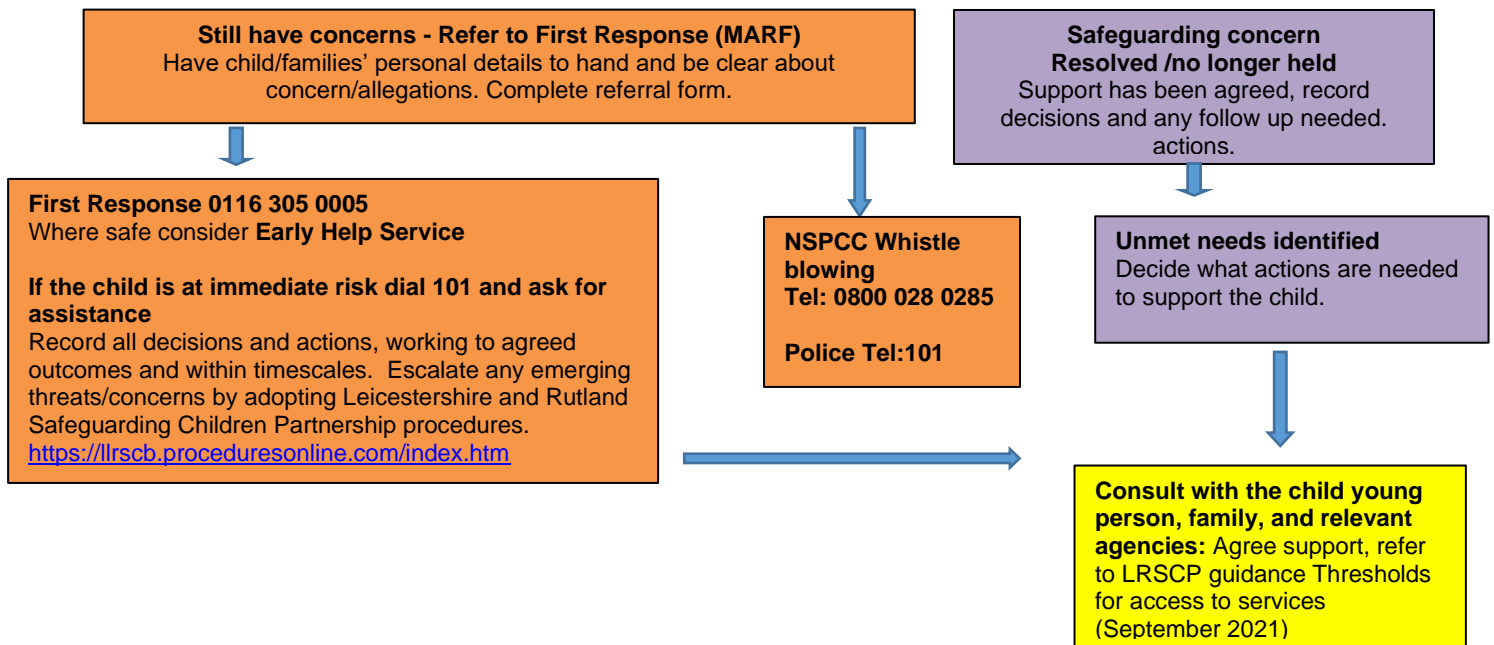 Still have concerns - Refer to First Response (MARF)
Have child/families’ personal details to hand and be clear about
concern/allegations. Complete referral form.
Safeguarding concern
Resolved /no longer held
Support has been agreed, record
decisions and any follow up needed.
actions.
First Response 0116 305 0005
Where safe consider Early Help Service
If the child is at immediate risk dial 101 and ask for
assistance
Record all decisions and actions, working to agreed
outcomes and within timescales.  Escalate any emerging
threats/concerns by adopting Leicestershire and Rutland
Safeguarding Children Partnership procedures.
https://llrscb.proceduresonline.com/index.htm
NSPCC Whistle
blowing
Tel: 0800 028 0285
Police Tel:101
Unmet needs identified
Decide what actions are needed
to support the child.
Consult with the child young
person, family, and relevant
agencies: Agree support, refer
to LRSCP guidance Thresholds
for access to services
(September 2021)